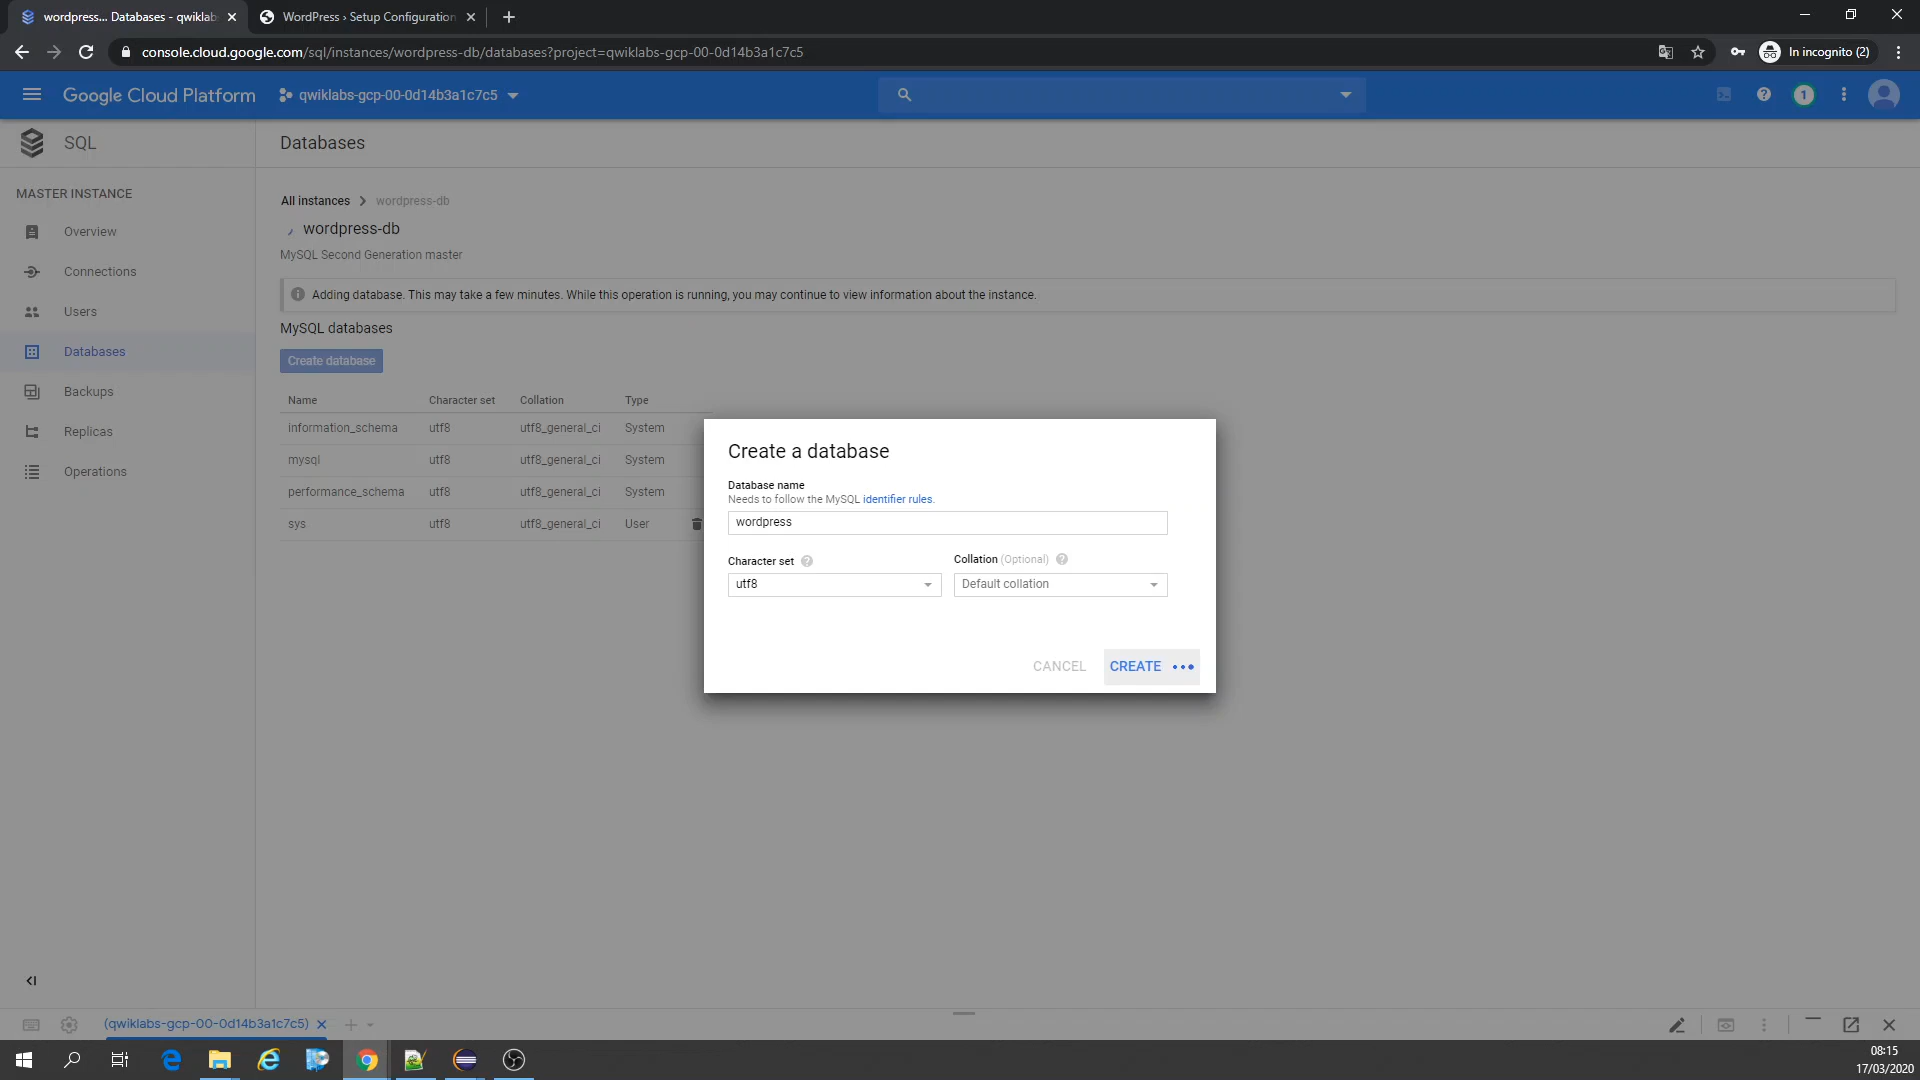 wordpress... Databases - qwiklabs
WordPress › Setup Configuration
console.cloud.google.com/sql/instances/wordpress-db/databases?project=qwiklabs-gcp-00-0d14b3a1c7c5
In incognito (2)
Google Cloud Platform
qwiklabs-gcp-00-0d14b3a1c7c5
1
SQL
Databases
MASTER INSTANCE
Overview
Connections
Users
Databases
Backups
Replicas
Operations
All instances
wordpress-db
wordpress-db
MySQL Second Generation master
Adding database. This may take a few minutes. While this operation is running, you may continue to view information about the instance.
MySQL databases
Create database
Name Character set Collation Type
information_schema utf8 utf8_general_ci System
mysql utf8 utf8_general_ci System
performance_schema utf8 utf8_general_ci System
sys utf8 utf8_general_ci User
Create a database
Database name
Needs to follow the MySQL identifier rules.
wordpress
Character set
Collation (Optional)
utf8
Default collation
CANCEL
CREATE
(qwiklabs-gcp-00-0d14b3a1c7c5)
08:15
17/03/2020